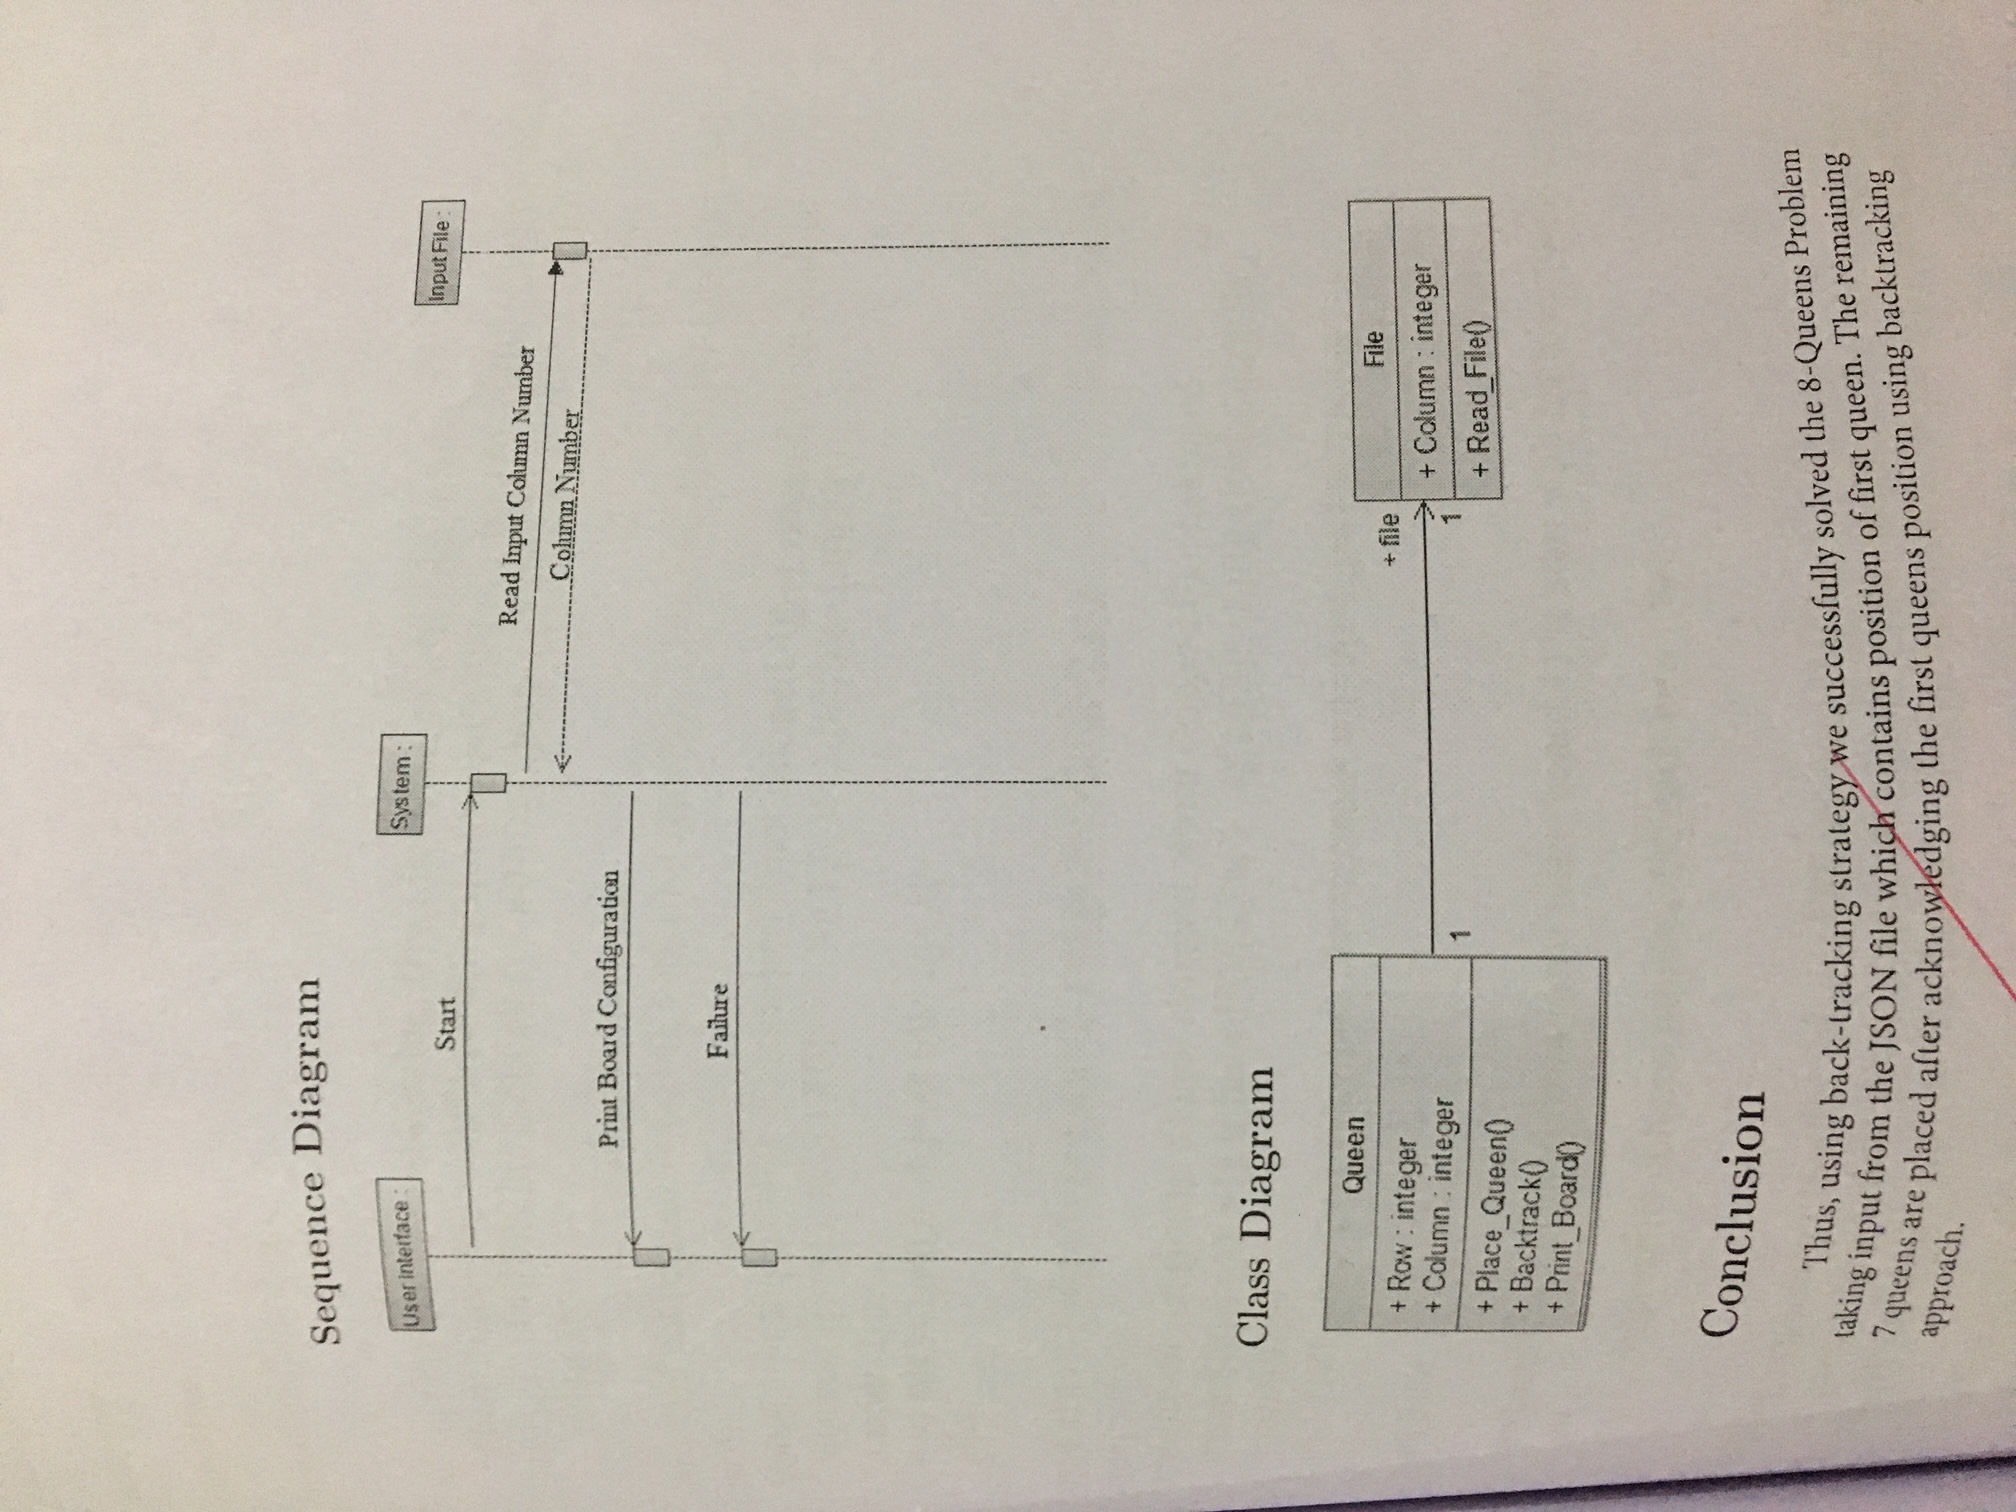 Sequence Diagram
User Interface :
System :
Input File :
Start
Read Input Column Number
Column Number
Print Board Configuration
Failure
Class Diagram
Queen
+ Row : integer
+ Column : integer
+ Place_Queen()
+ Backtrack()
+ Print_Board()
1
+ file
1
File
+ Column : integer
+ Read_File()
Conclusion
Thus, using back-tracking strategy we successfully solved the 8-Queens Problem
taking input from the JSON file which contains position of first queen. The remaining
7 queens are placed after acknowledging the first queens position using backtracking
approach.